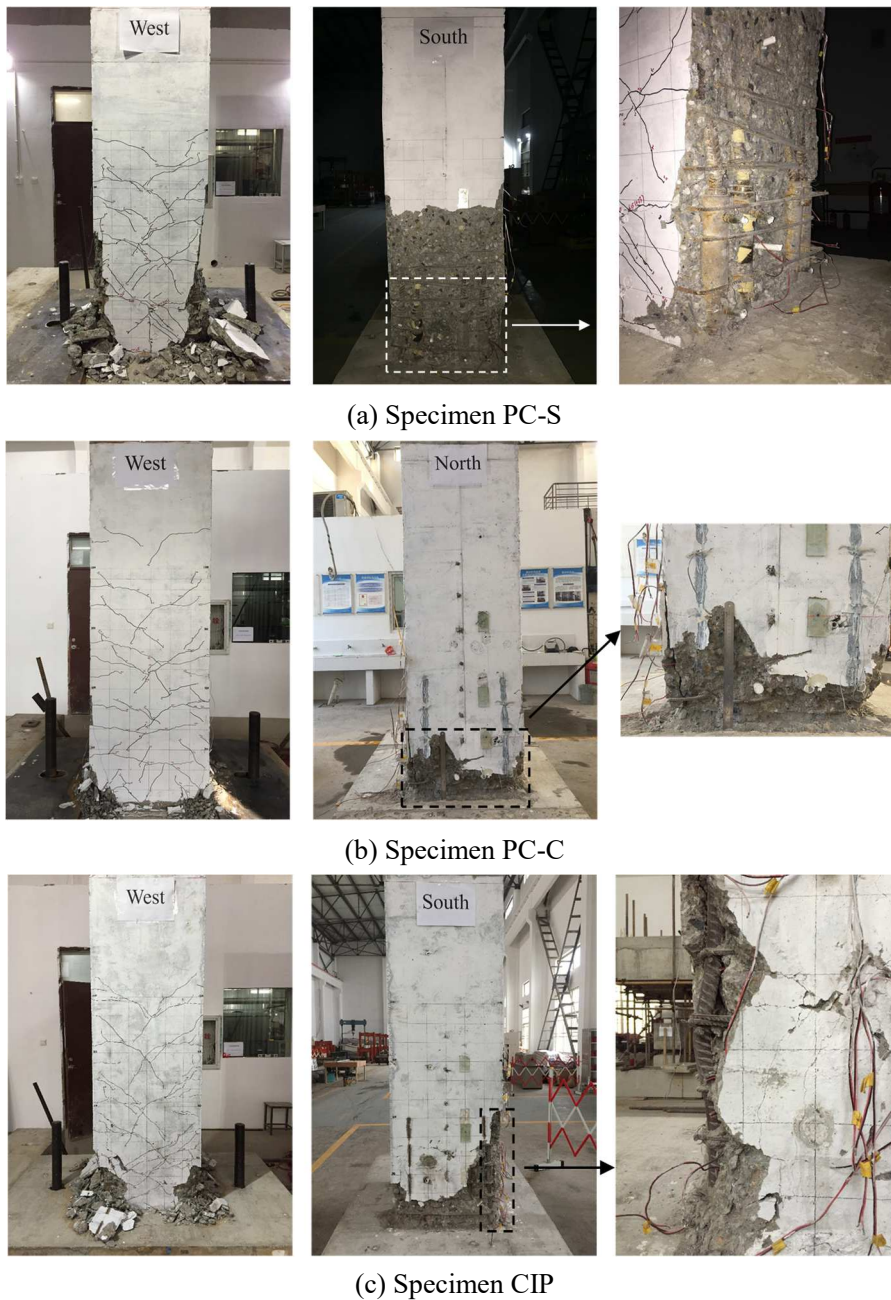 West
South
(a) Specimen PC-S
West
North
(b) Specimen PC-C
West
South
(c) Specimen CIP